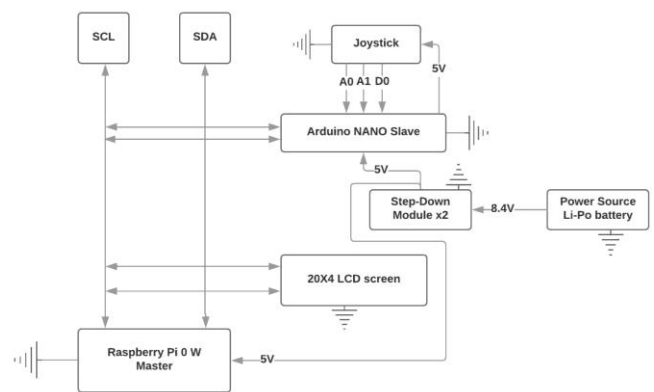 SCL
SDA
Joystick
5V
A0 A1 D0
Arduino NANO Slave
5V
Step-Down
Module x2
8.4V
Power Source
Li-Po battery
20X4 LCD screen
Raspberry Pi 0 W
Master
5V